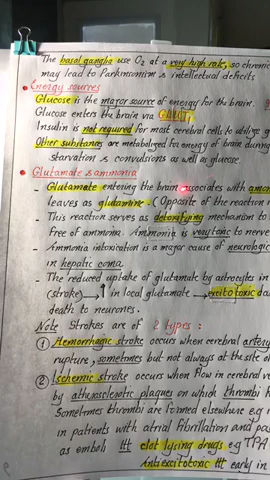 The basal ganglia use O2 at a very high rate, so chronic
may lead to Parkinsonism & intellectual deficits
• Energy sources
Glucose is the major source of energy for the brain.
Glucose enters the brain via GLUT1
Insulin is not required for most cerebral cells to utilize g
Other substances are metabolized for energy of brain during
starvation & convulsions as well as glucose.
• Glutamate & ammonia
- Glutamate entering the brain associates with ammo
leaves as glutamine. (Opposite of the reaction in
- This reaction serves as detoxifying mechanism to
free of ammonia. Ammonia is very toxic to nerve
- Ammonia intoxication is a major cause of neurologic
in hepatic coma.
- The reduced uptake of glutamate by astrocytes in
(stroke) → ↑ in local glutamate → excitotoxic da
death to neurones.
Note Strokes are of 2 types :
① Hemorrhagic stroke occurs when cerebral artery
rupture, sometimes but not always at the site o
② Ischemic stroke occurs when flow in cerebral ve
by atherosclerotic plaques on which thrombi
Sometimes thrombi are formed elsewhere e.g
in patients with atrial fibrillation and pa
as emboli ttt clot lysing drugs e.g TPA
Antiexcitotoxic ttt early in